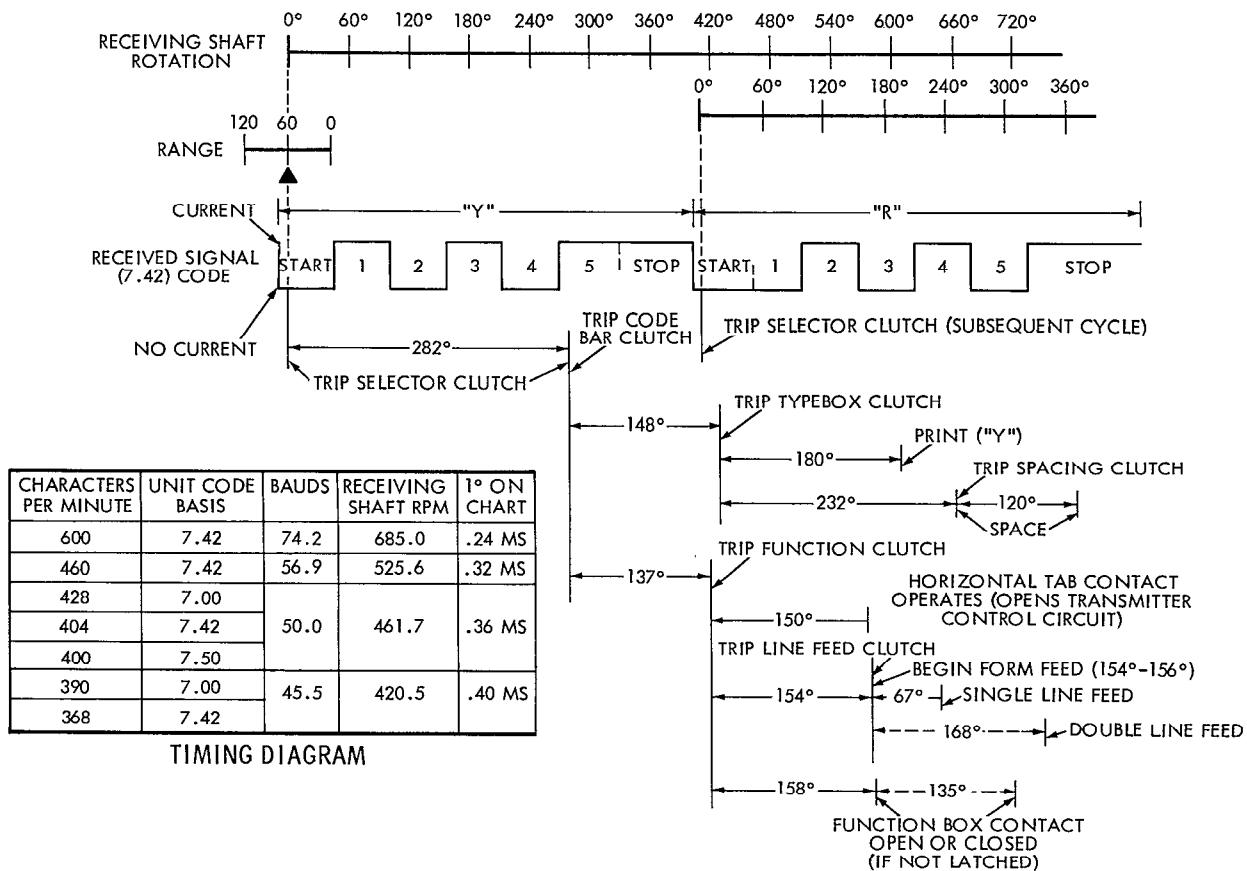 0° 60° 120° 180° 240° 300° 360° 420° 480° 540° 600° 660° 720°
RECEIVING SHAFT
ROTATION
0° 60° 120° 180° 240° 300° 360°
120 60 0
RANGE
CURRENT
"Y" "R"
RECEIVED SIGNAL
(7.42) CODE
START 1 2 3 4 5 STOP START 1 2 3 4 5 STOP
NO CURRENT
282°
TRIP SELECTOR CLUTCH
TRIP CODE
BAR CLUTCH
TRIP SELECTOR CLUTCH (SUBSEQUENT CYCLE)
148°
TRIP TYPEBOX CLUTCH
180°
PRINT ("Y")
TRIP SPACING CLUTCH
232°
120°
SPACE
137°
TRIP FUNCTION CLUTCH
150°
HORIZONTAL TAB CONTACT
OPERATES (OPENS TRANSMITTER
CONTROL CIRCUIT)
TRIP LINE FEED CLUTCH
BEGIN FORM FEED (154°-156°)
154°
67°
SINGLE LINE FEED
168°
DOUBLE LINE FEED
158°
135°
FUNCTION BOX CONTACT
OPEN OR CLOSED
(IF NOT LATCHED)
CHARACTERS PER MINUTE UNIT CODE BASIS BAUDS RECEIVING SHAFT RPM 1° ON CHART
600 7.42 74.2 685.0 .24 MS
460 7.42 56.9 525.6 .32 MS
428 7.00
404 7.42 50.0 461.7 .36 MS
400 7.50
390 7.00 45.5 420.5 .40 MS
368 7.42
TIMING DIAGRAM